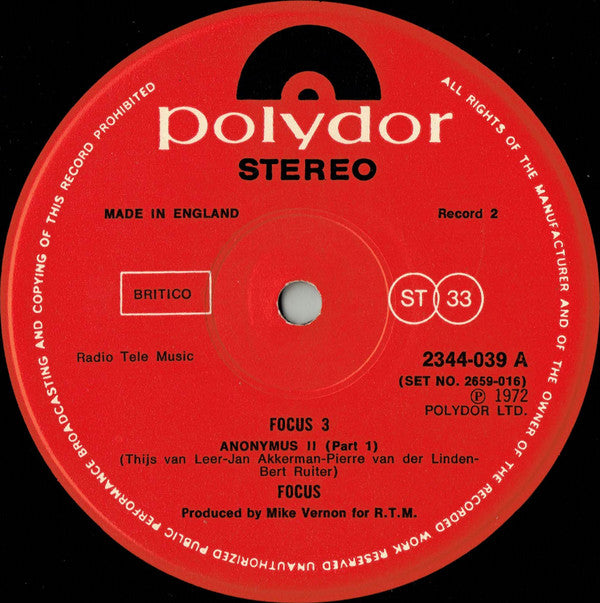 polydor
STEREO
MADE IN ENGLAND
Record 2
BRITICO
ST 33
Radio Tele Music
2344-039 A
(SET NO. 2659-016)
Ⓟ 1972
POLYDOR LTD.
FOCUS 3
ANONYMUS II (Part 1)
(Thijs van Leer-Jan Akkerman-Pierre van der Linden-
Bert Ruiter)
FOCUS
Produced by Mike Vernon for R.T.M.
ALL RIGHTS OF THE MANUFACTURER AND OF THE OWNER OF THE RECORDED WORK RESERVED UNAUTHORIZED PUBLIC PERFORMANCE BROADCASTING AND COPYING OF THIS RECORD PROHIBITED